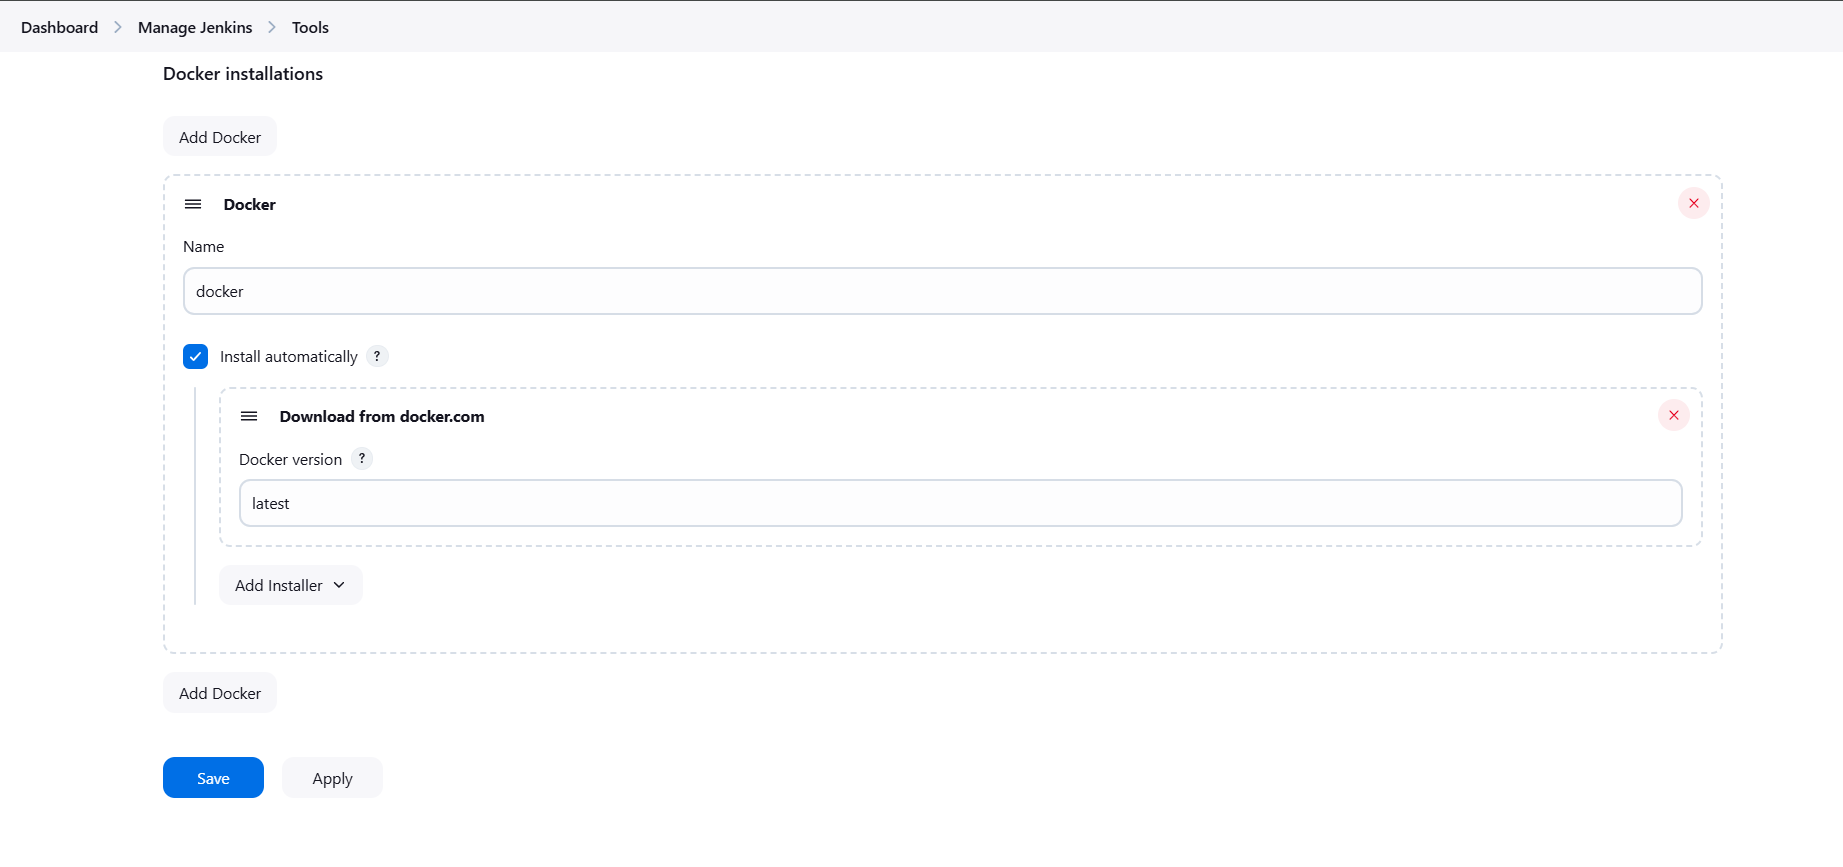 Dashboard > Manage Jenkins > Tools
Docker installations
Add Docker
Docker
Name
docker
Install automatically ?
Download from docker.com
Docker version ?
latest
Add Installer
Add Docker
Save Apply